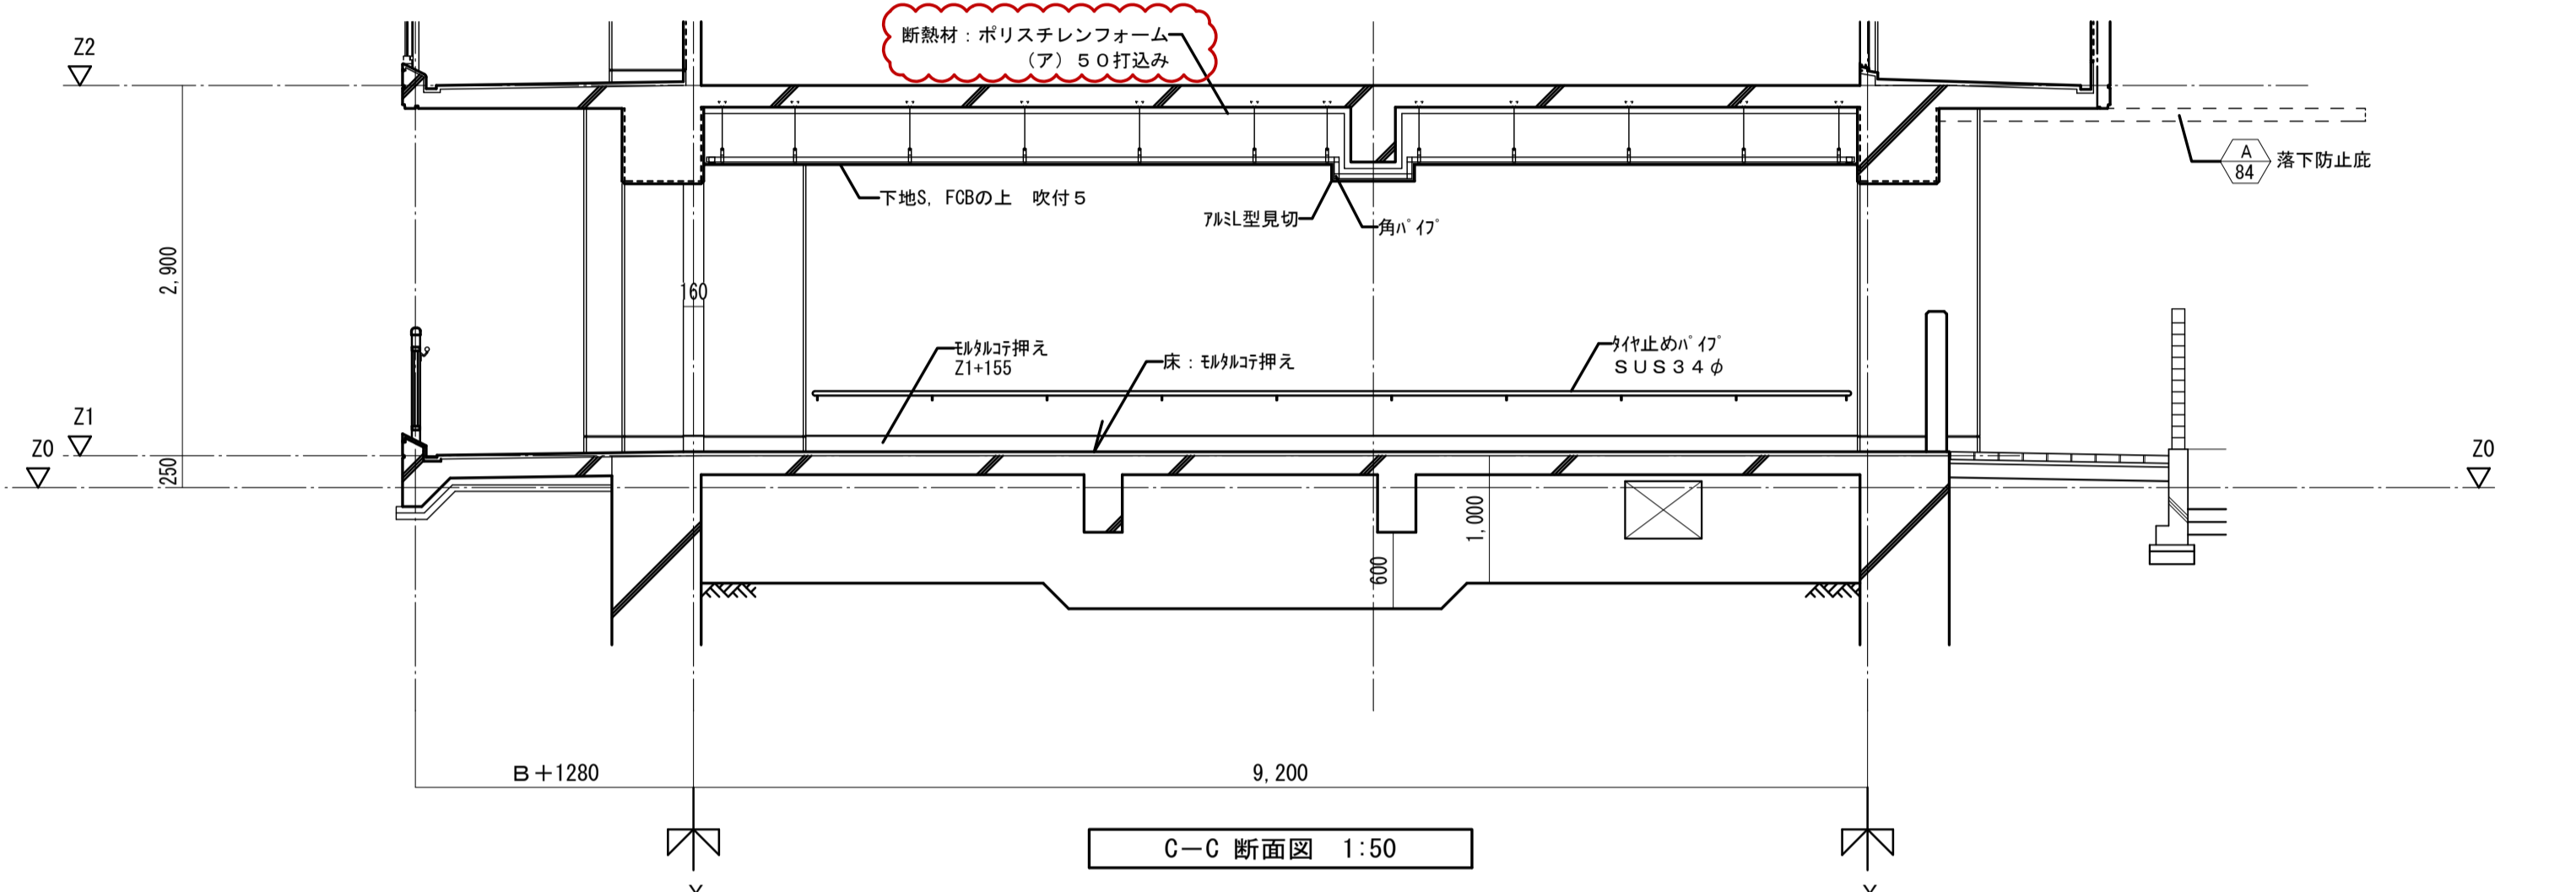 断熱材：ポリスチレンフォーム
（ア）５０打込み
Z2
A
84
落下防止庇
下地S, FCBの上　吹付５
ｱﾙﾐL型見切
角ﾊﾟｲﾌﾟ
2,900
160
ﾓﾙﾀﾙｺﾃ押え
Z1+155
床：ﾓﾙﾀﾙｺﾃ押え
ﾀｲﾔ止めﾊﾟｲﾌﾟ
ＳＵＳ３４φ
Z1
Z0
250
Z0
1,000
600
Ｂ＋1280
9,200
C－C 断面図　1:50